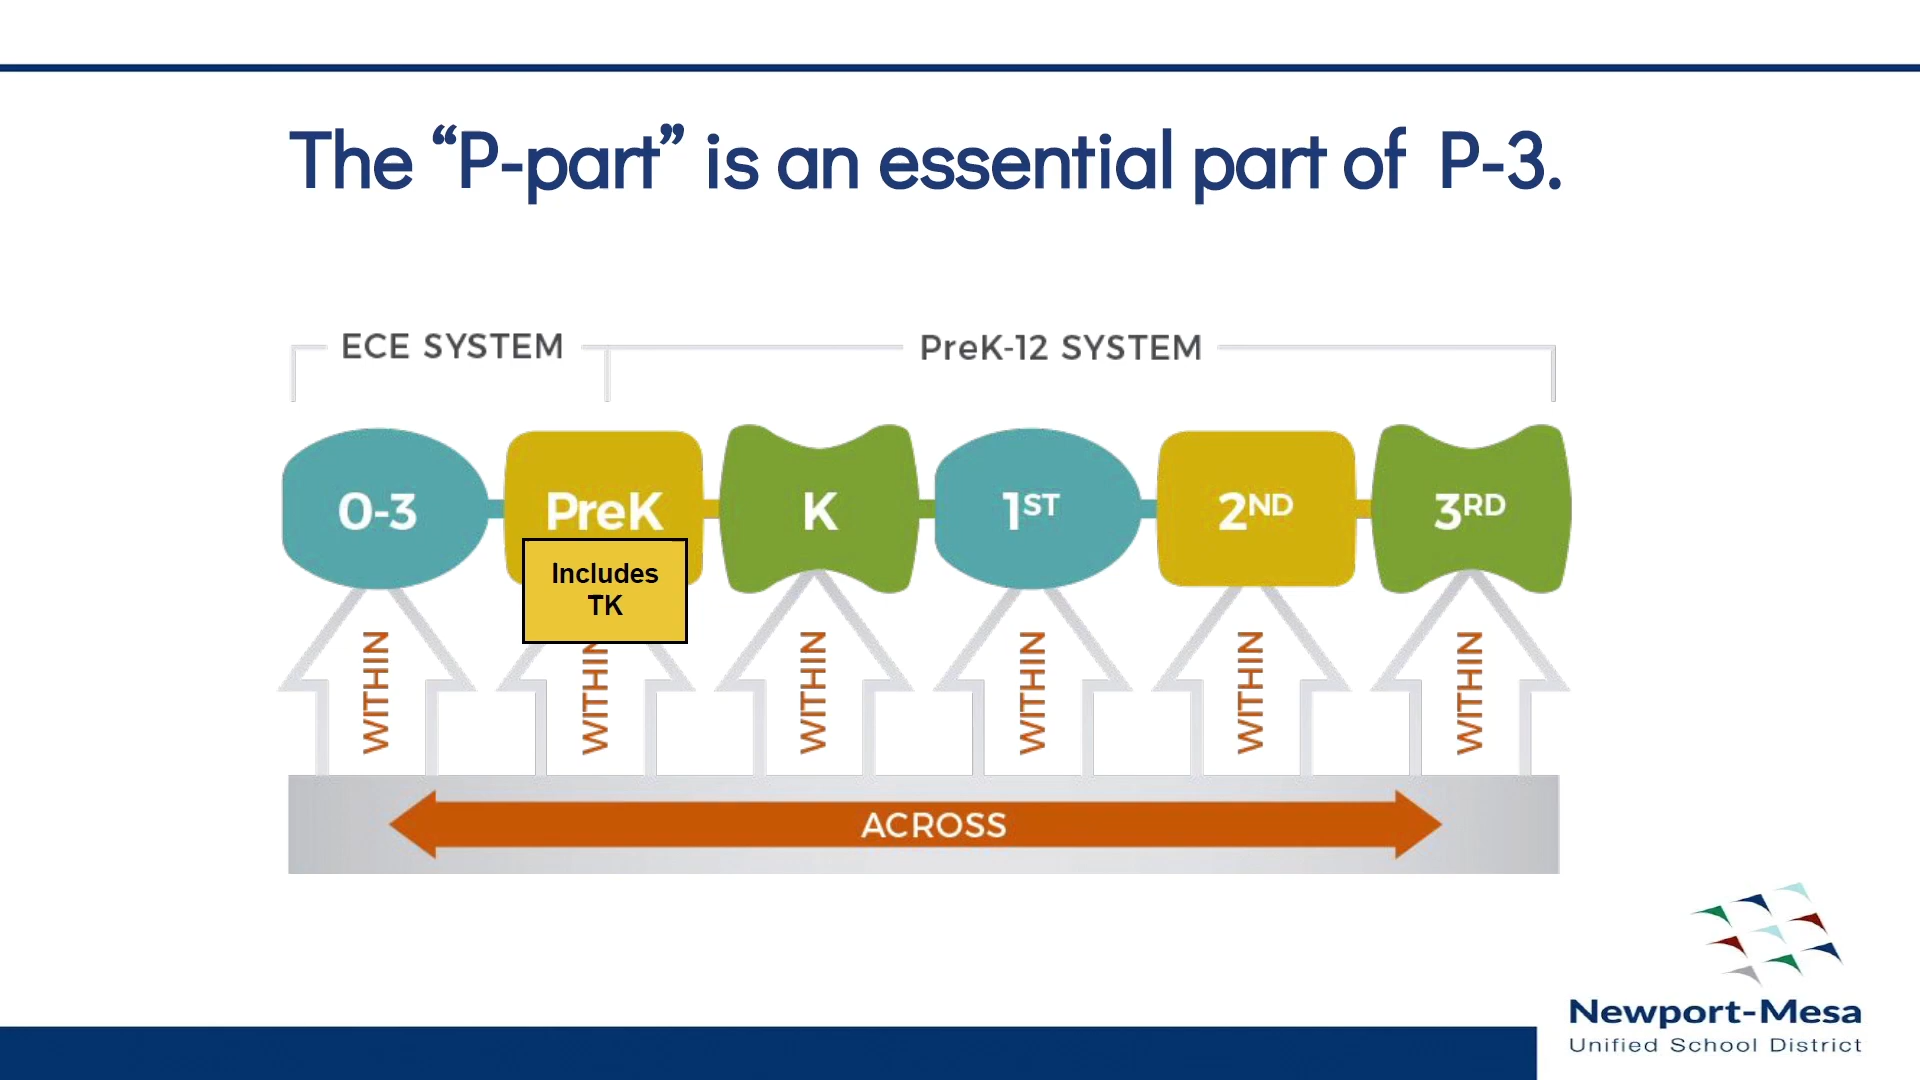 The “P-part” is an essential part of P-3.
ECE SYSTEM
PreK-12 SYSTEM
0-3
PreK
K
1ST
2ND
3RD
Includes
TK
WITHIN
WITHIN
WITHIN
WITHIN
WITHIN
WITHIN
ACROSS
Newport-Mesa
Unified School District